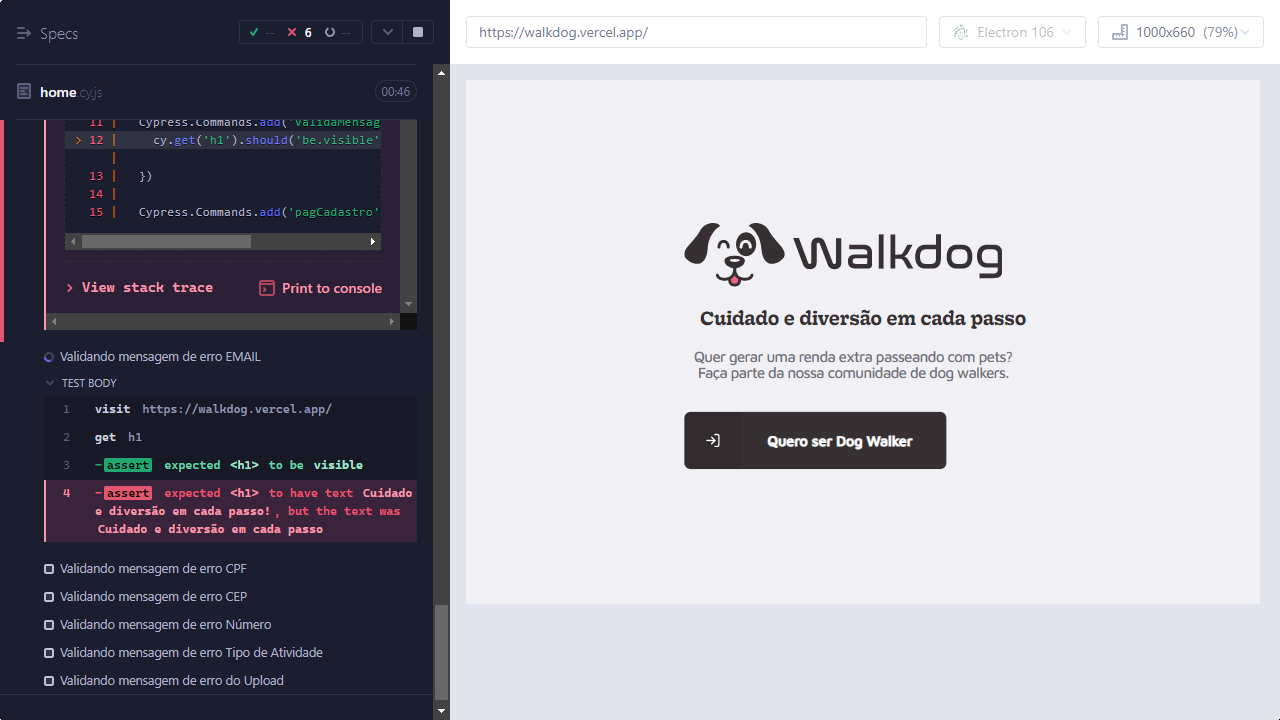 Specs
-- 6 --
https://walkdog.vercel.app/
Electron 106
1000x660 (79%)
home.cy.js
00:46
11 | Cypress.Commands.add('ValidaMensag
> 12 | cy.get('h1').should('be.visible'
|
13 | })
14 |
15 | Cypress.Commands.add('pagCadastro'
> View stack trace
Print to console
Validando mensagem de erro EMAIL
TEST BODY
1 visit https://walkdog.vercel.app/
2 get h1
3 -assert expected <h1> to be visible
4 -assert expected <h1> to have text Cuidado
e diversão em cada passo!, but the text was
Cuidado e diversão em cada passo
Validando mensagem de erro CPF
Validando mensagem de erro CEP
Validando mensagem de erro Número
Validando mensagem de erro Tipo de Atividade
Validando mensagem de erro do Upload
Walkdog
Cuidado e diversão em cada passo
Quer gerar uma renda extra passeando com pets?
Faça parte da nossa comunidade de dog walkers.
Quero ser Dog Walker